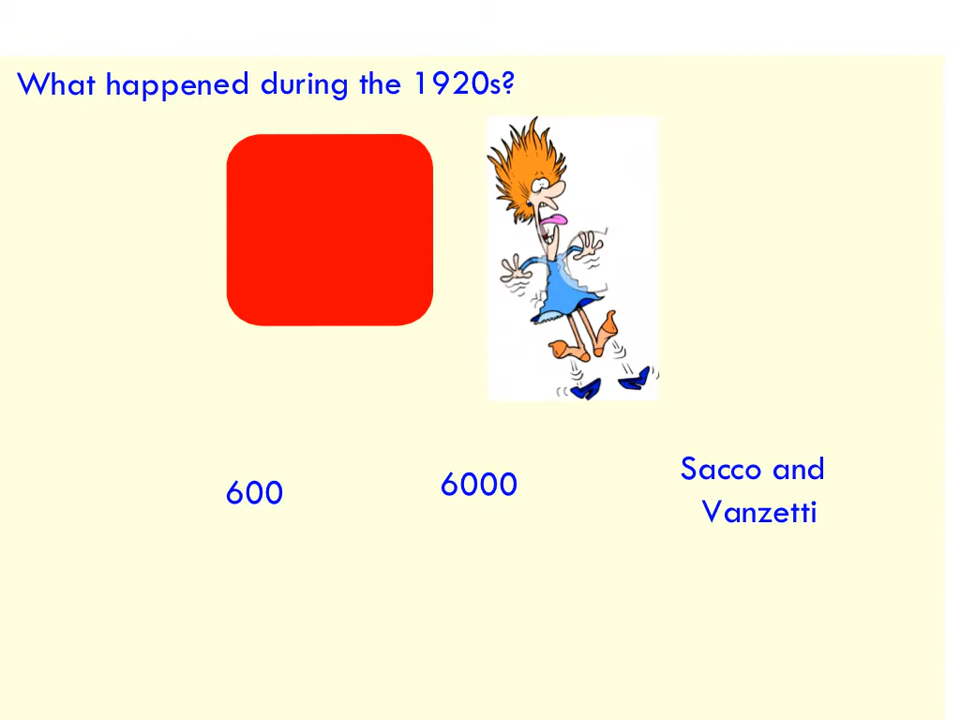 What happened during the 1920s?
600
6000
Sacco and
Vanzetti